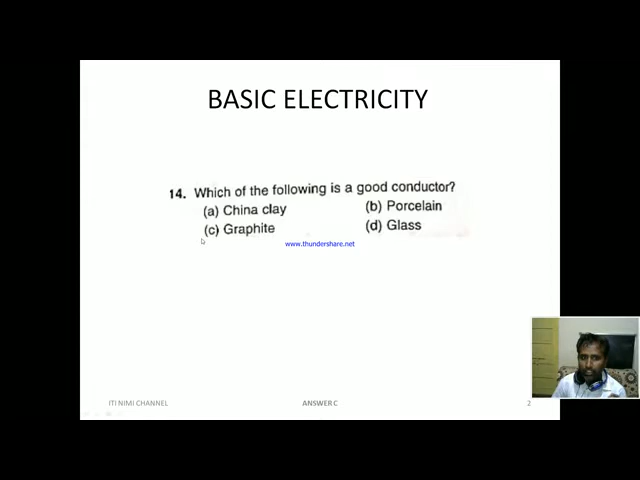 BASIC ELECTRICITY
14. Which of the following is a good conductor?
(a) China clay (b) Porcelain
(c) Graphite (d) Glass
www.thundershare.net
ITI NIMI CHANNEL ANSWER C 2